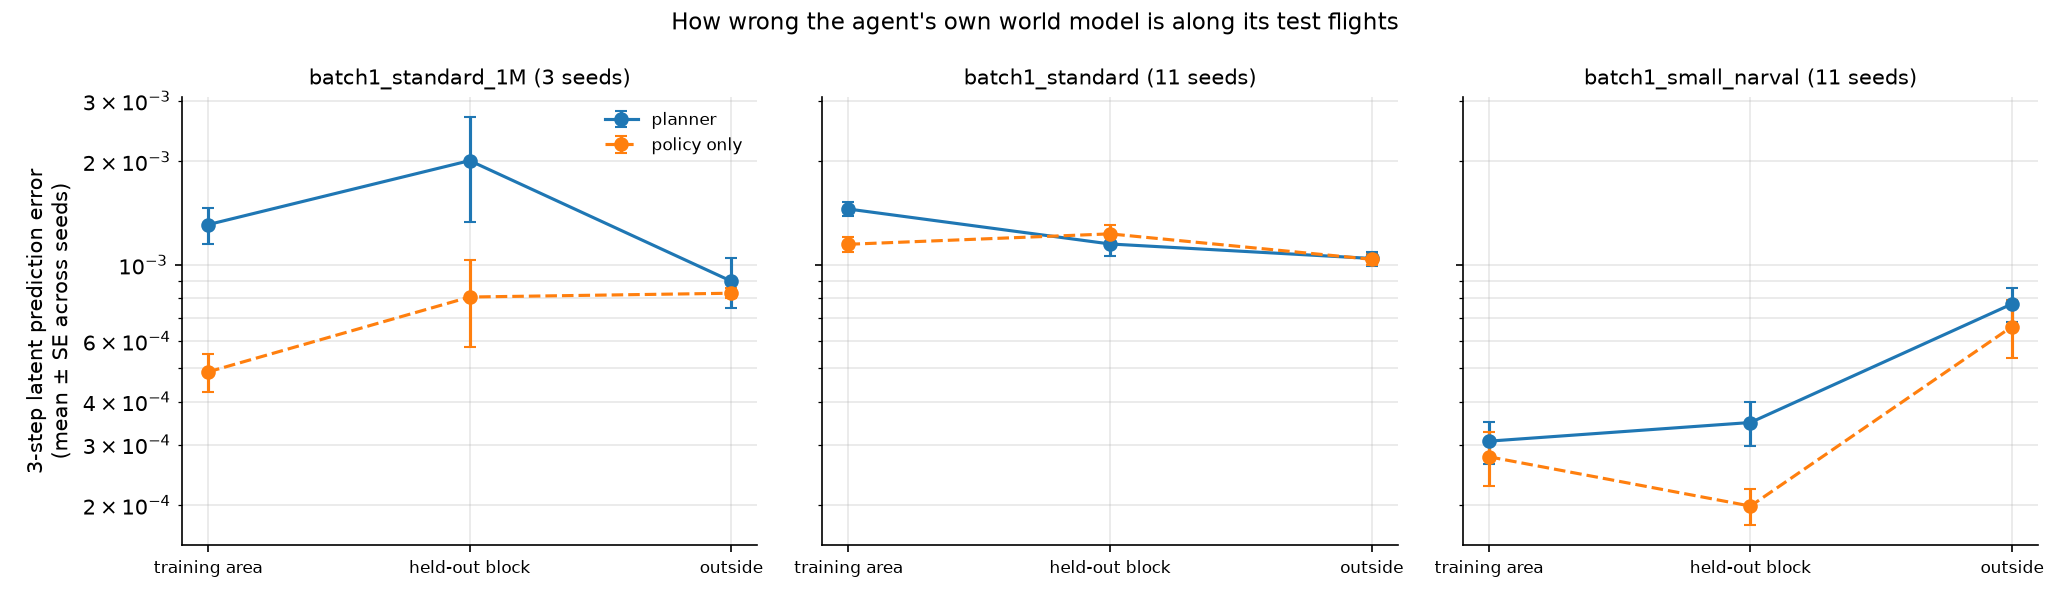 How wrong the agent's own world model is along its test flights
batch1_standard_1M (3 seeds)
batch1_standard (11 seeds)
batch1_small_narval (11 seeds)
3-step latent prediction error
(mean ± SE across seeds)
3 × 10⁻³
2 × 10⁻³
10⁻³
6 × 10⁻⁴
4 × 10⁻⁴
3 × 10⁻⁴
2 × 10⁻⁴
planner
policy only
training area
held-out block
outside
training area
held-out block
outside
training area
held-out block
outside